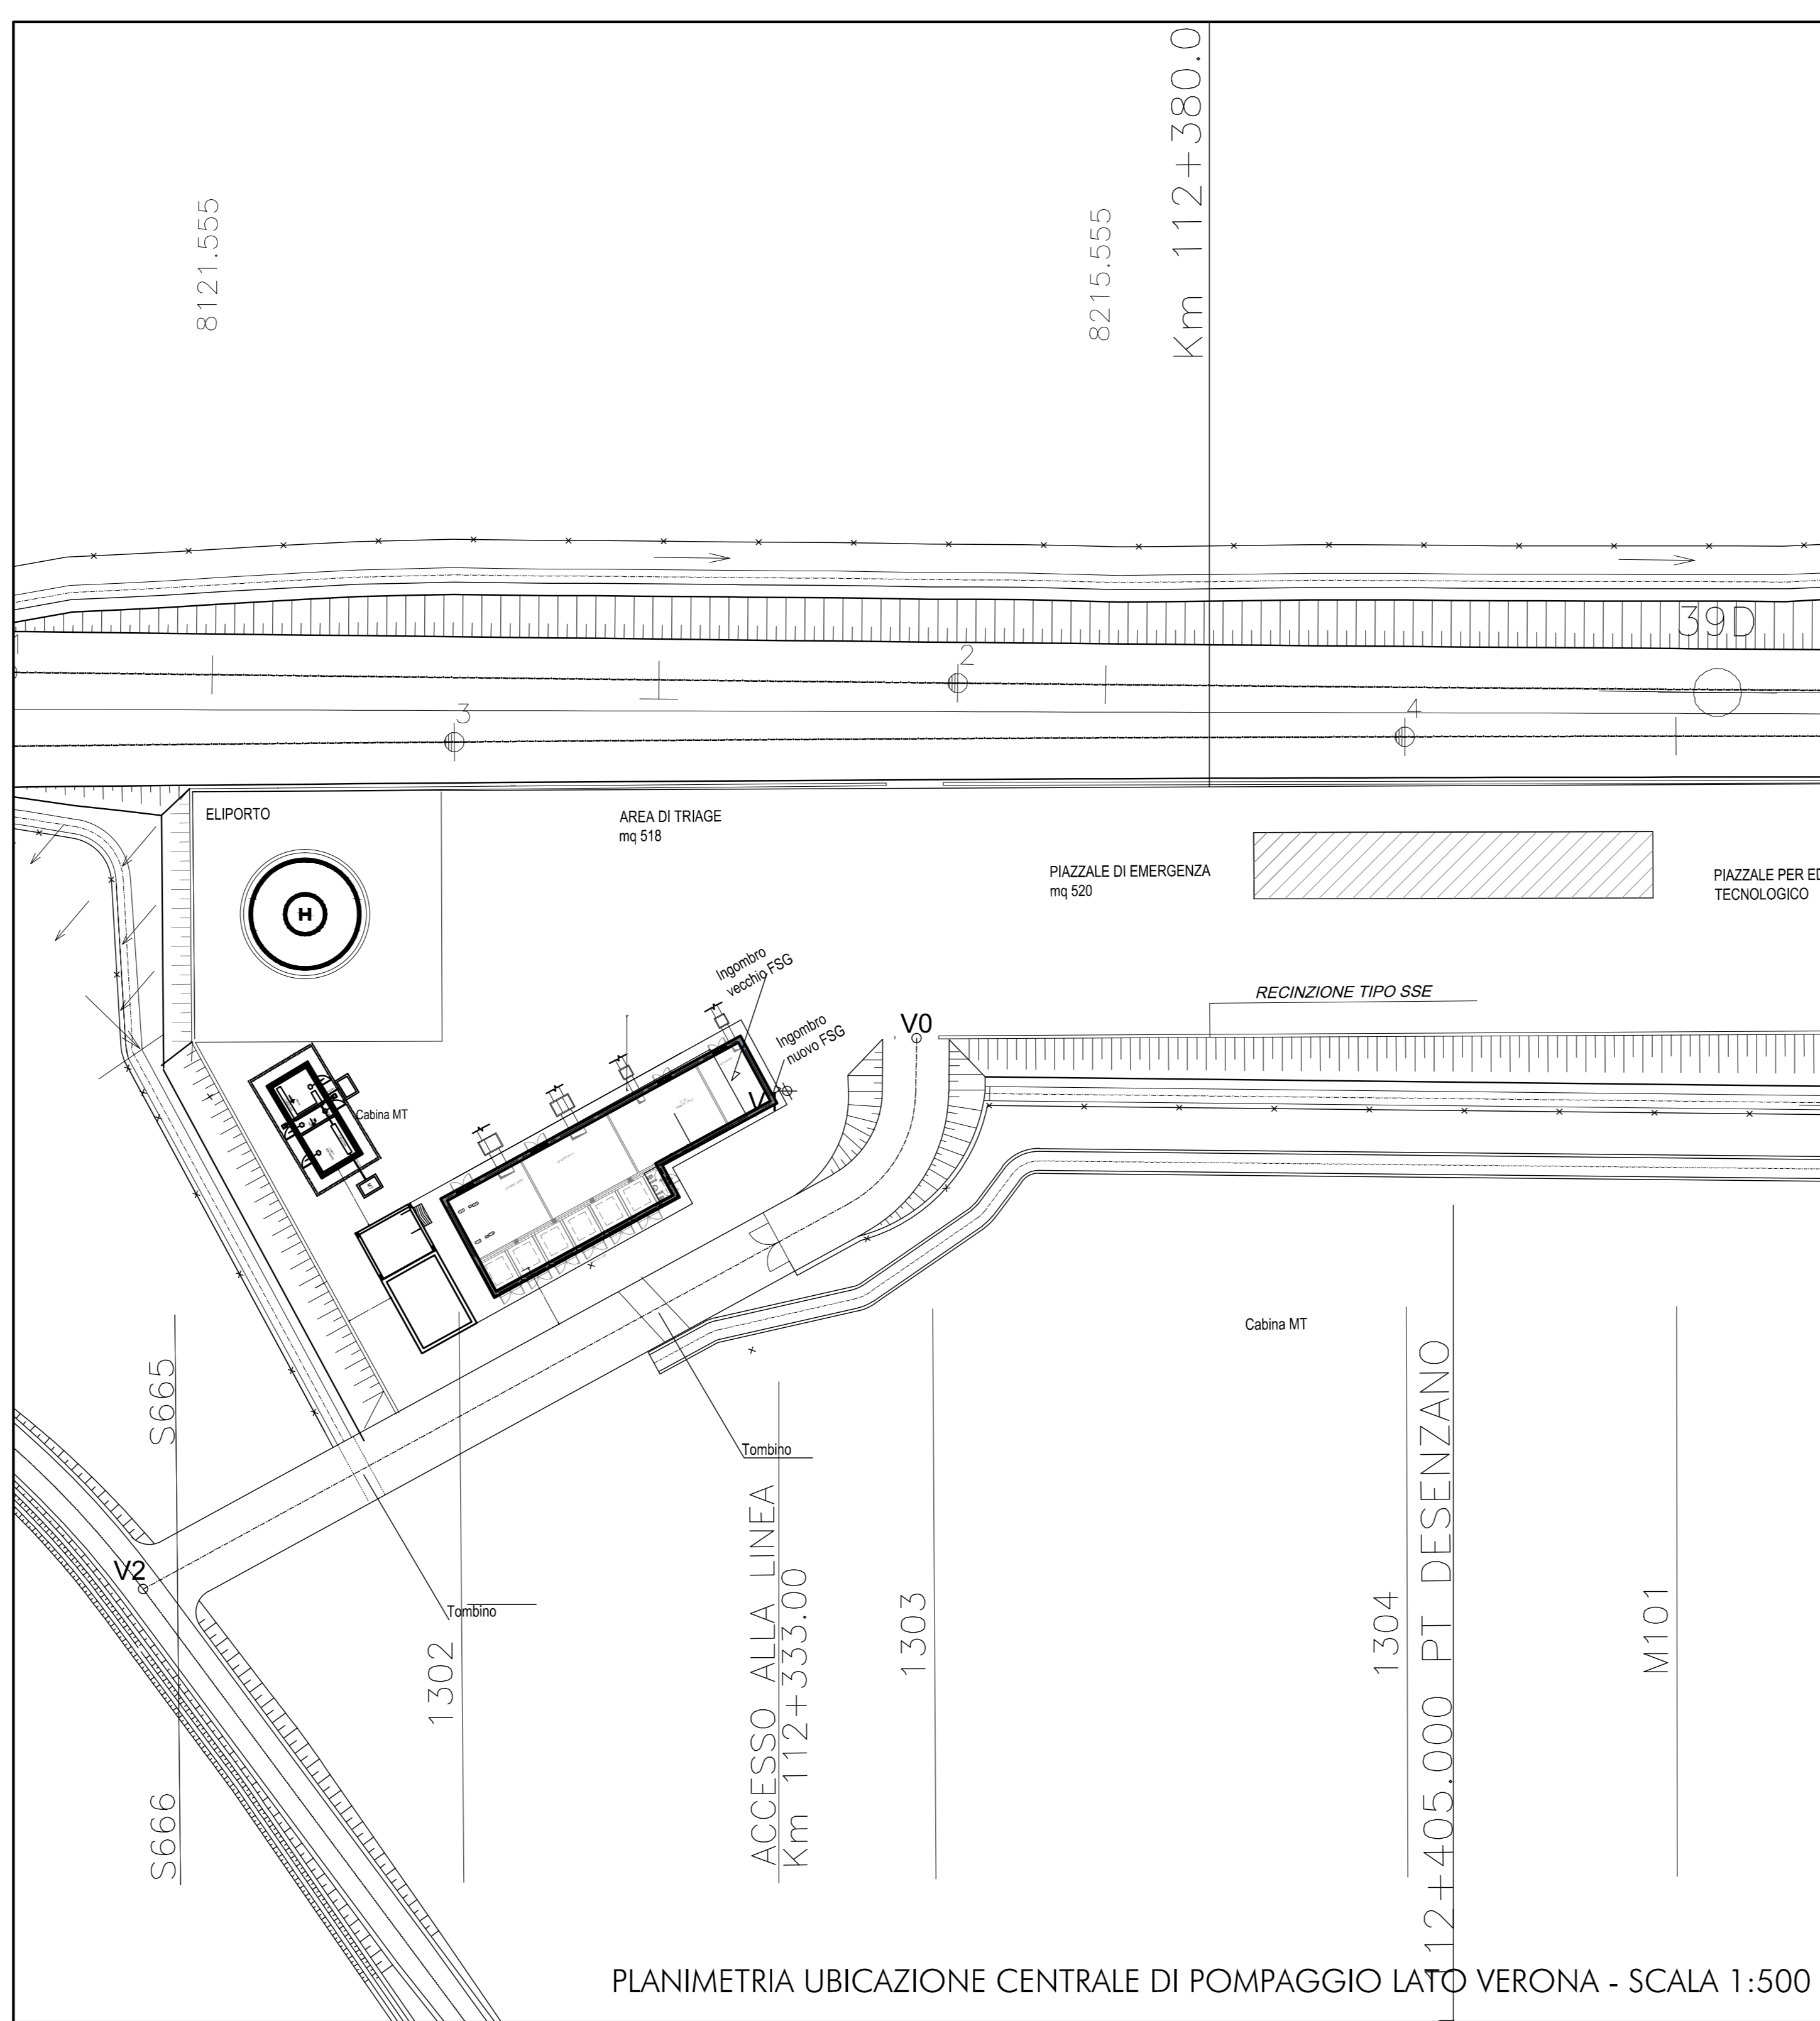 8121.555
8215.555
Km 112+380.0
39D
1
2
3
4
ELIPORTO
H
AREA DI TRIAGE
mq 518
PIAZZALE DI EMERGENZA
mq 520
PIAZZALE PER ED
TECNOLOGICO
Ingombro
vecchio FSG
Ingombro
nuovo FSG
V0
RECINZIONE TIPO SSE
Cabina MT
Cabina MT
Tombino
Tombino
V2
S665
S666
1302
ACCESSO ALLA LINEA
Km 112+333.00
1303
1304
112+405.000 PT DESENZANO
M101
PLANIMETRIA UBICAZIONE CENTRALE DI POMPAGGIO LATO VERONA - SCALA 1:500